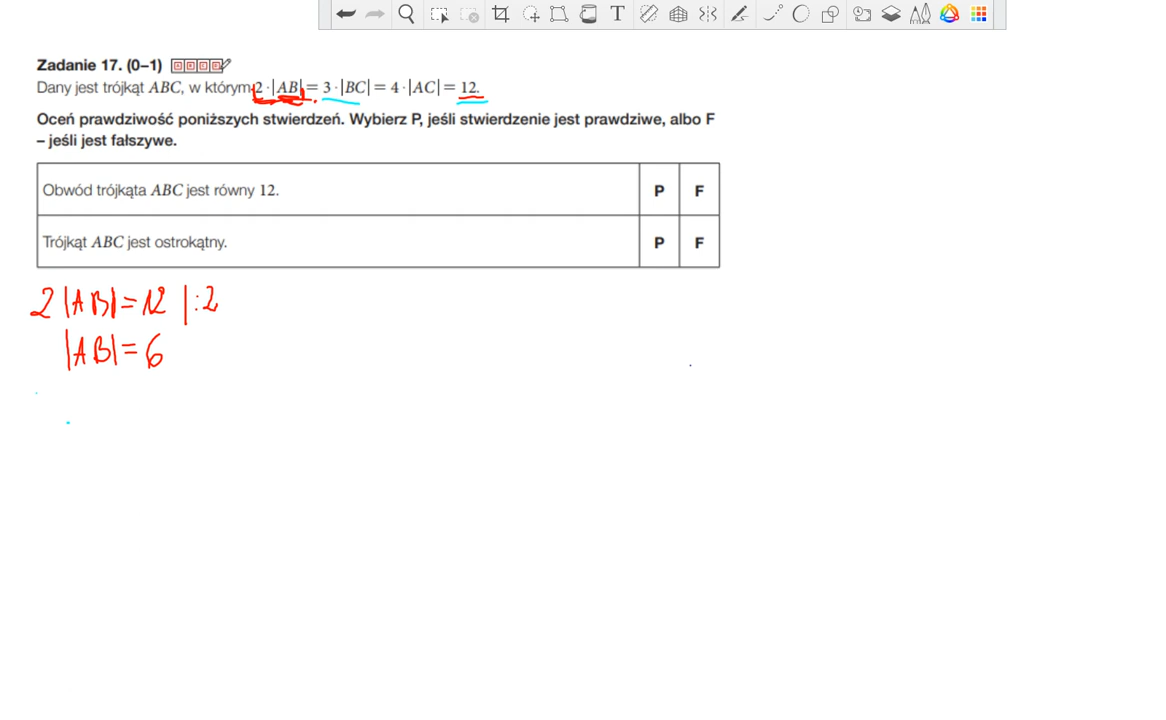 Zadanie 17. (0–1)
Dany jest trójkąt ABC, w którym 2 · |AB| = 3 · |BC| = 4 · |AC| = 12.
Oceń prawdziwość poniższych stwierdzeń. Wybierz P, jeśli stwierdzenie jest prawdziwe, albo F
– jeśli jest fałszywe.
Obwód trójkąta ABC jest równy 12. P F
Trójkąt ABC jest ostrokątny. P F
2 |AB| = 12 |:2
|AB| = 6